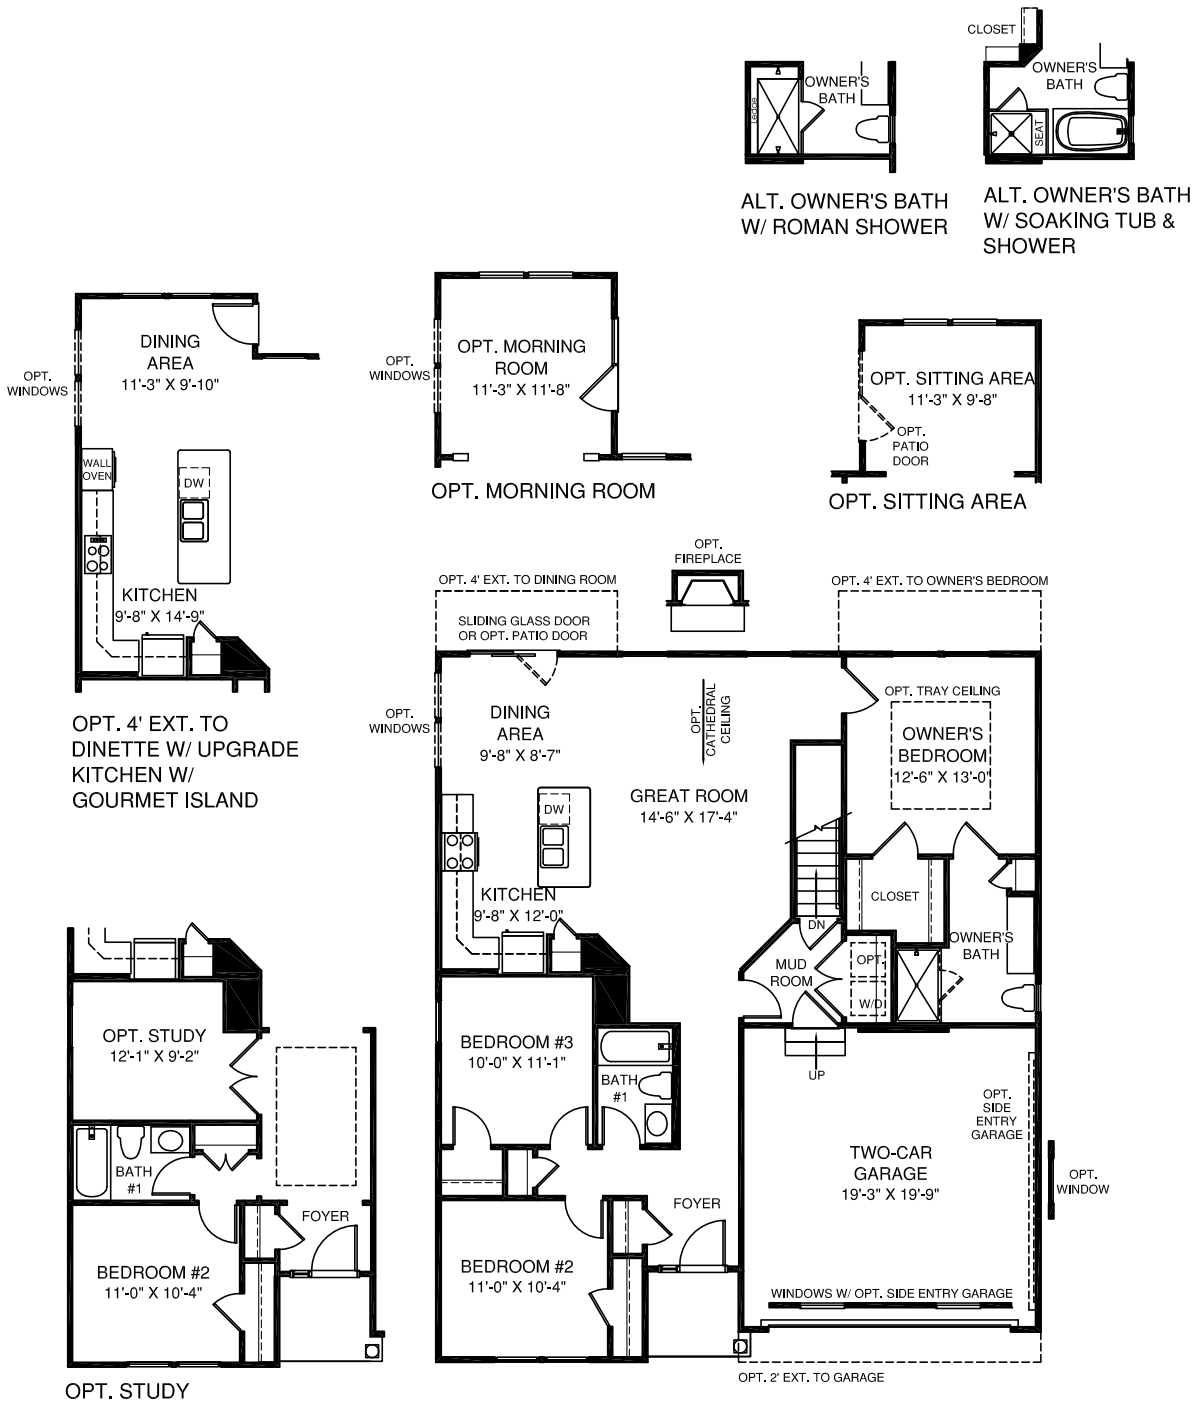 OWNER'S
BATH
Ledge
ALT. OWNER'S BATH
W/ ROMAN SHOWER
CLOSET
OWNER'S
BATH
SEAT
ALT. OWNER'S BATH
W/ SOAKING TUB &
SHOWER
DINING
AREA
11'-3" X 9'-10"
OPT.
WINDOWS
WALL
OVEN
DW
KITCHEN
9'-8" X 14'-9"
OPT. 4' EXT. TO
DINETTE W/ UPGRADE
KITCHEN W/
GOURMET ISLAND
OPT. MORNING
ROOM
11'-3" X 11'-8"
OPT.
WINDOWS
OPT. MORNING ROOM
OPT. SITTING AREA
11'-3" X 9'-8"
OPT.
PATIO
DOOR
OPT. SITTING AREA
OPT.
FIREPLACE
OPT. 4' EXT. TO DINING ROOM
OPT. 4' EXT. TO OWNER'S BEDROOM
SLIDING GLASS DOOR
OR OPT. PATIO DOOR
OPT.
WINDOWS
DINING
AREA
9'-8" X 8'-7"
OPT.
CATHEDRAL
CEILING
OPT. TRAY CEILING
OWNER'S
BEDROOM
12'-6" X 13'-0"
GREAT ROOM
14'-6" X 17'-4"
DW
KITCHEN
9'-8" X 12'-0"
CLOSET
DN
OWNER'S
BATH
MUD
ROOM
OPT.
W/D
UP
BEDROOM #3
10'-0" X 11'-1"
BATH
#1
OPT.
SIDE
ENTRY
GARAGE
TWO-CAR
GARAGE
19'-3" X 19'-9"
OPT.
WINDOW
FOYER
BEDROOM #2
11'-0" X 10'-4"
WINDOWS W/ OPT. SIDE ENTRY GARAGE
OPT. 2' EXT. TO GARAGE
OPT. STUDY
12'-1" X 9'-2"
BATH
#1
FOYER
BEDROOM #2
11'-0" X 10'-4"
OPT. STUDY